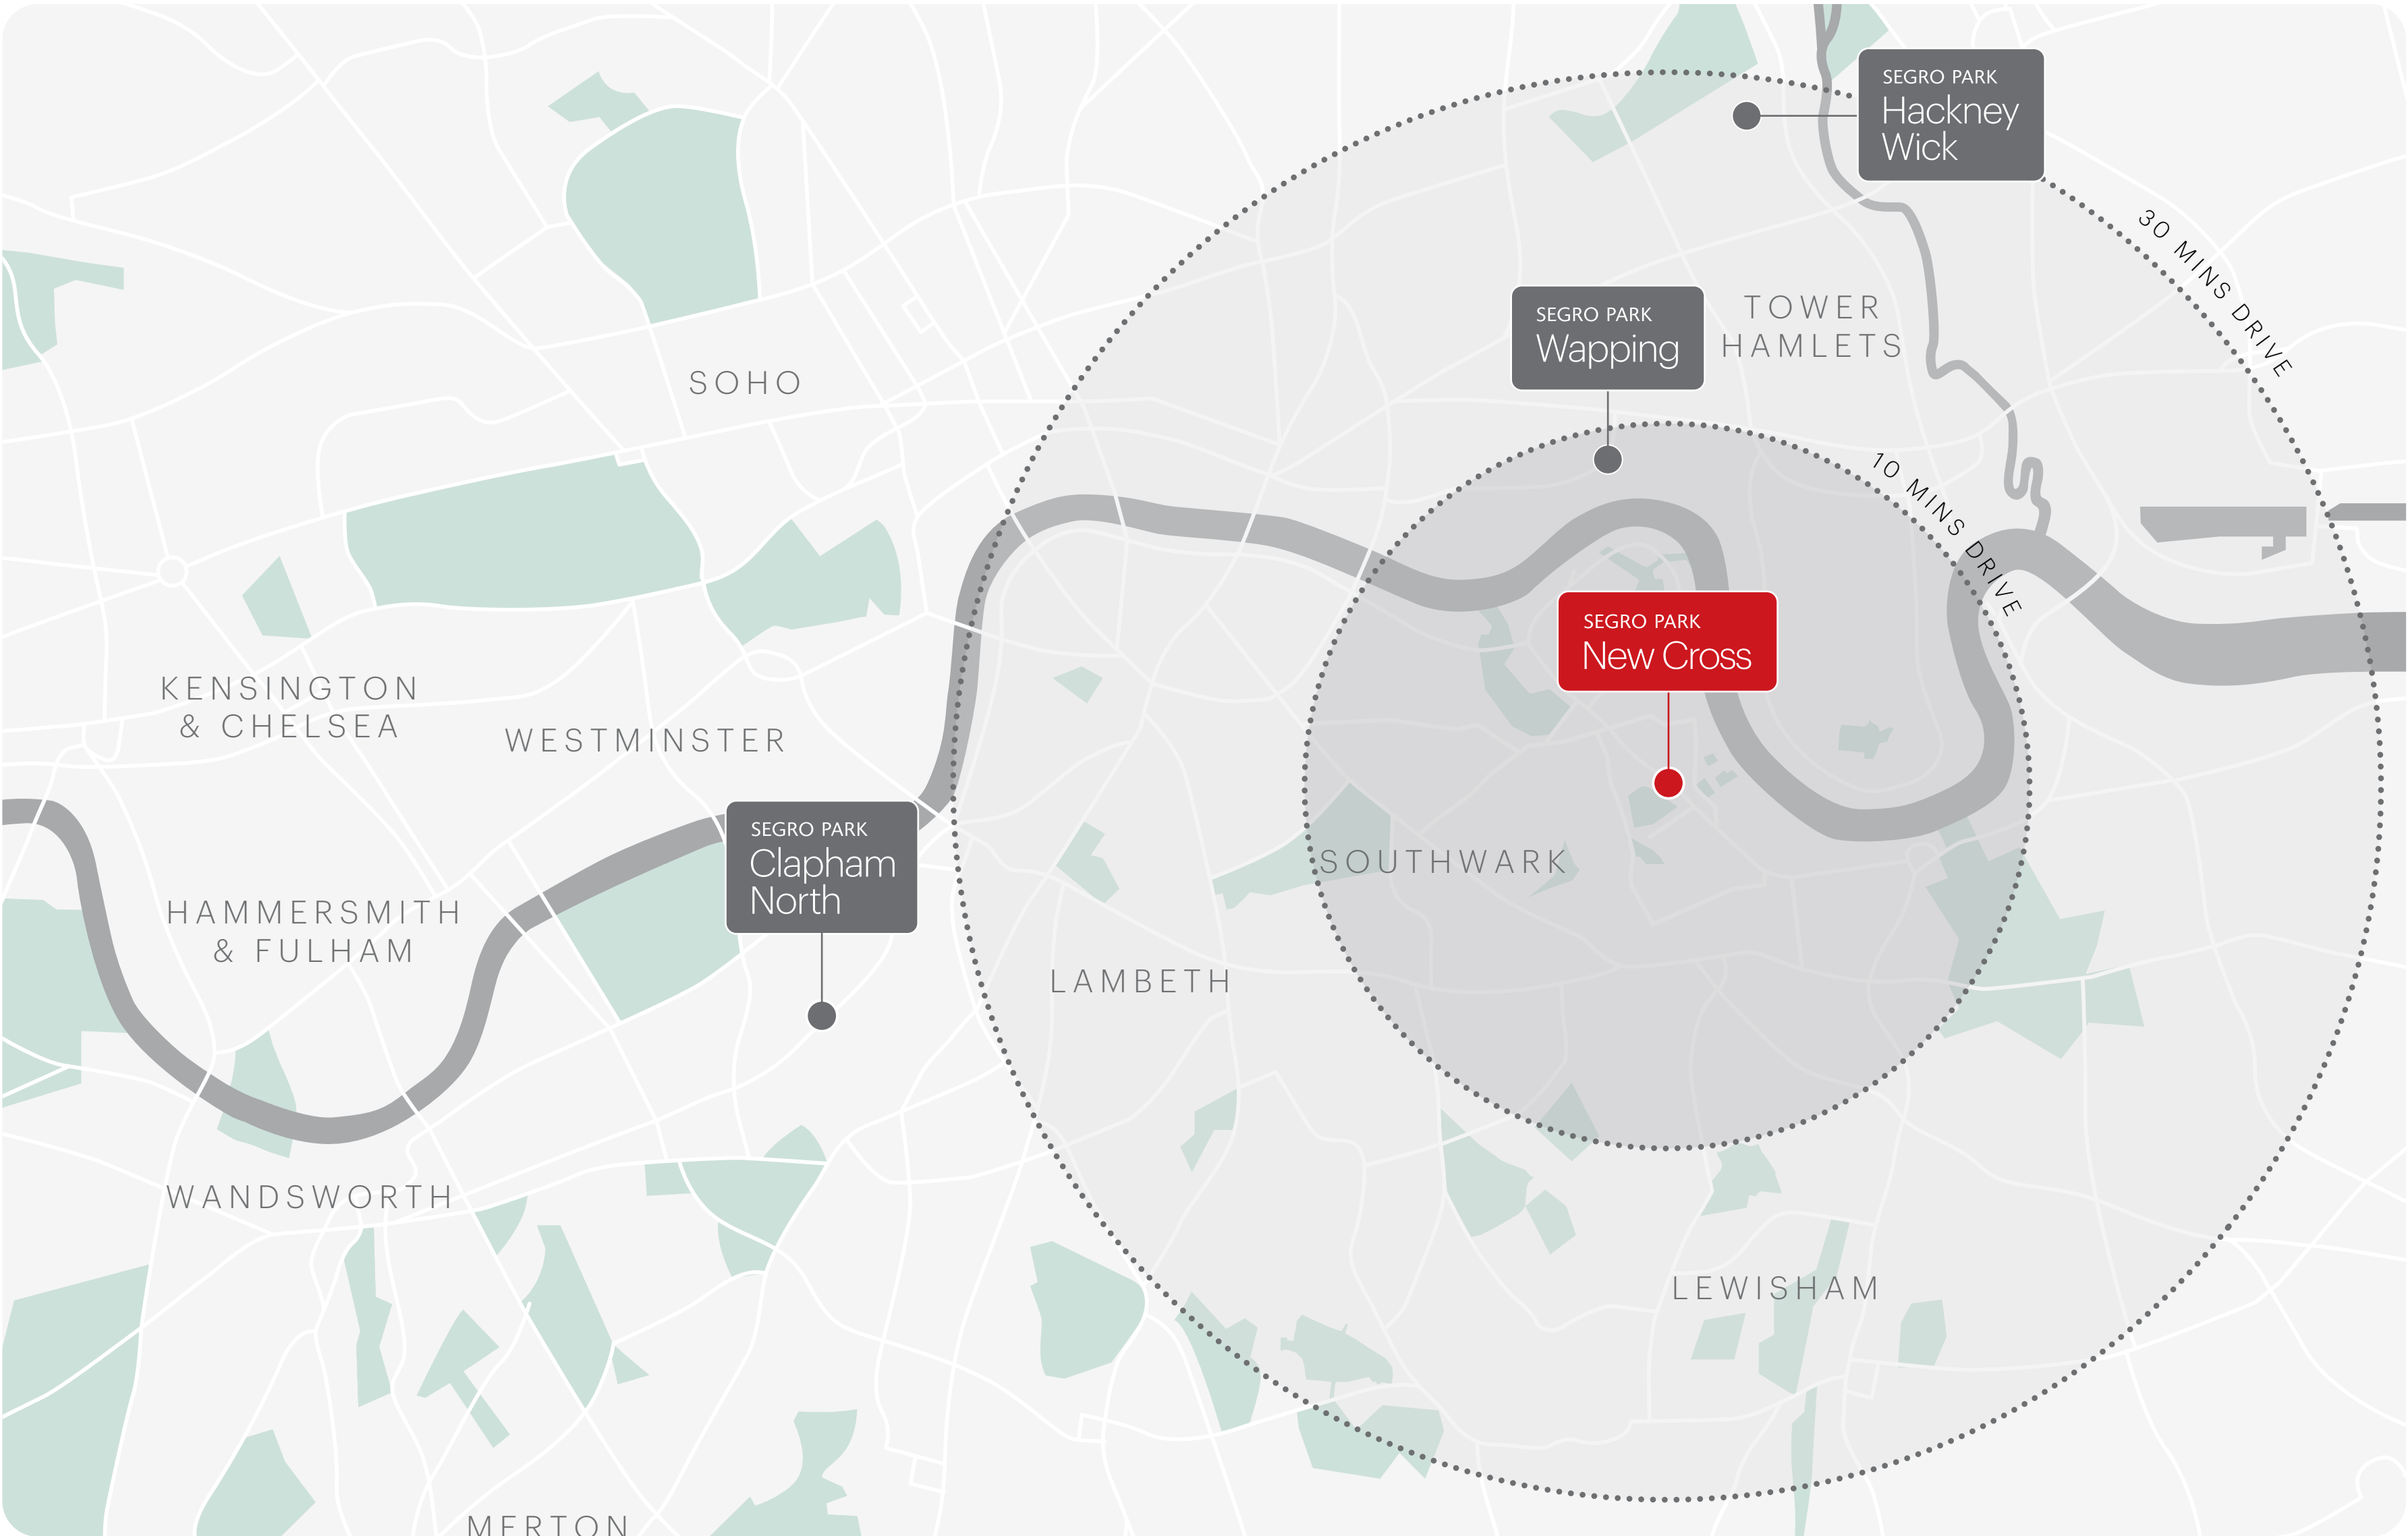 SEGRO PARK
Hackney
Wick
30 MINS DRIVE
SEGRO PARK
Wapping
TOWER
HAMLETS
SOHO
10 MINS DRIVE
SEGRO PARK
New Cross
KENSINGTON
& CHELSEA
WESTMINSTER
SEGRO PARK
Clapham
North
SOUTHWARK
HAMMERSMITH
& FULHAM
LAMBETH
WANDSWORTH
LEWISHAM
MERTON